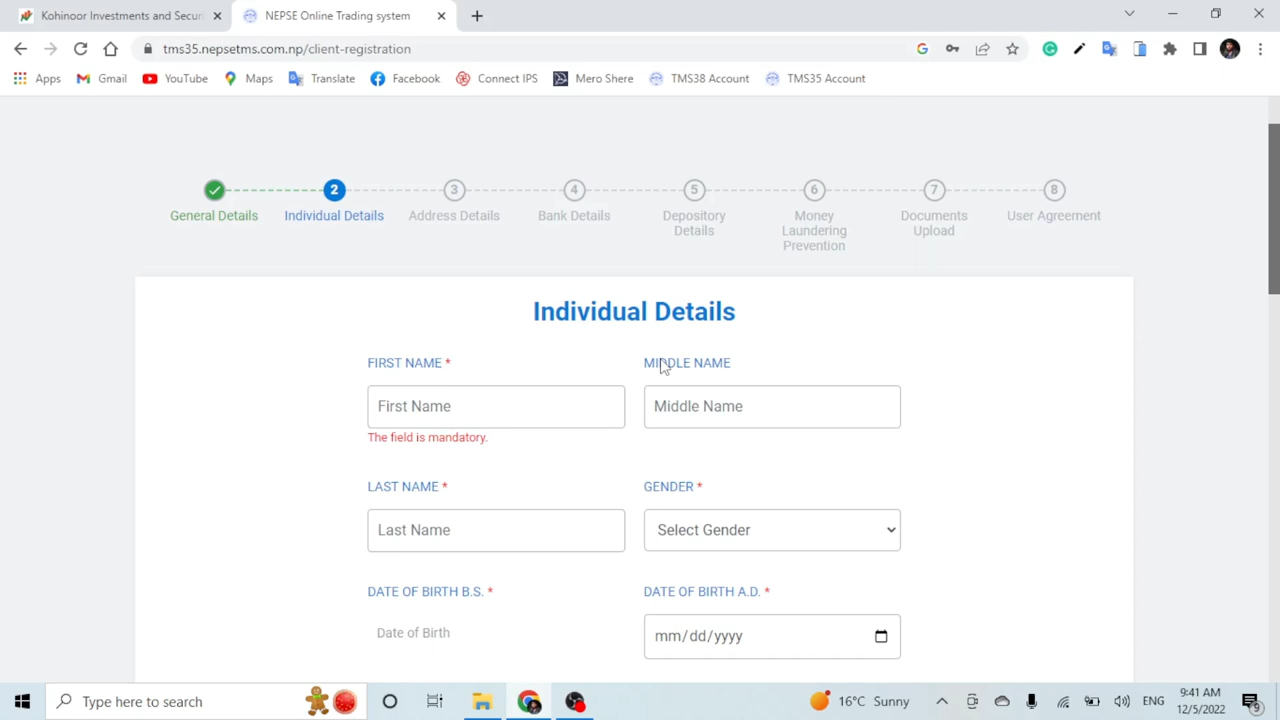 Kohinoor Investments and Securi
NEPSE Online Trading system
tms35.nepsetms.com.np/client-registration
Apps
Gmail
YouTube
Maps
Translate
Facebook
Connect IPS
Mero Shere
TMS38 Account
TMS35 Account
2
3
4
5
6
7
8
General Details
Individual Details
Address Details
Bank Details
Depository
Details
Money
Laundering
Prevention
Documents
Upload
User Agreement
Individual Details
FIRST NAME *
MIDDLE NAME
First Name
Middle Name
The field is mandatory.
LAST NAME *
GENDER *
Last Name
Select Gender
DATE OF BIRTH B.S. *
DATE OF BIRTH A.D. *
Date of Birth
mm/dd/yyyy
Type here to search
16°C Sunny
ENG
9:41 AM
12/5/2022
9